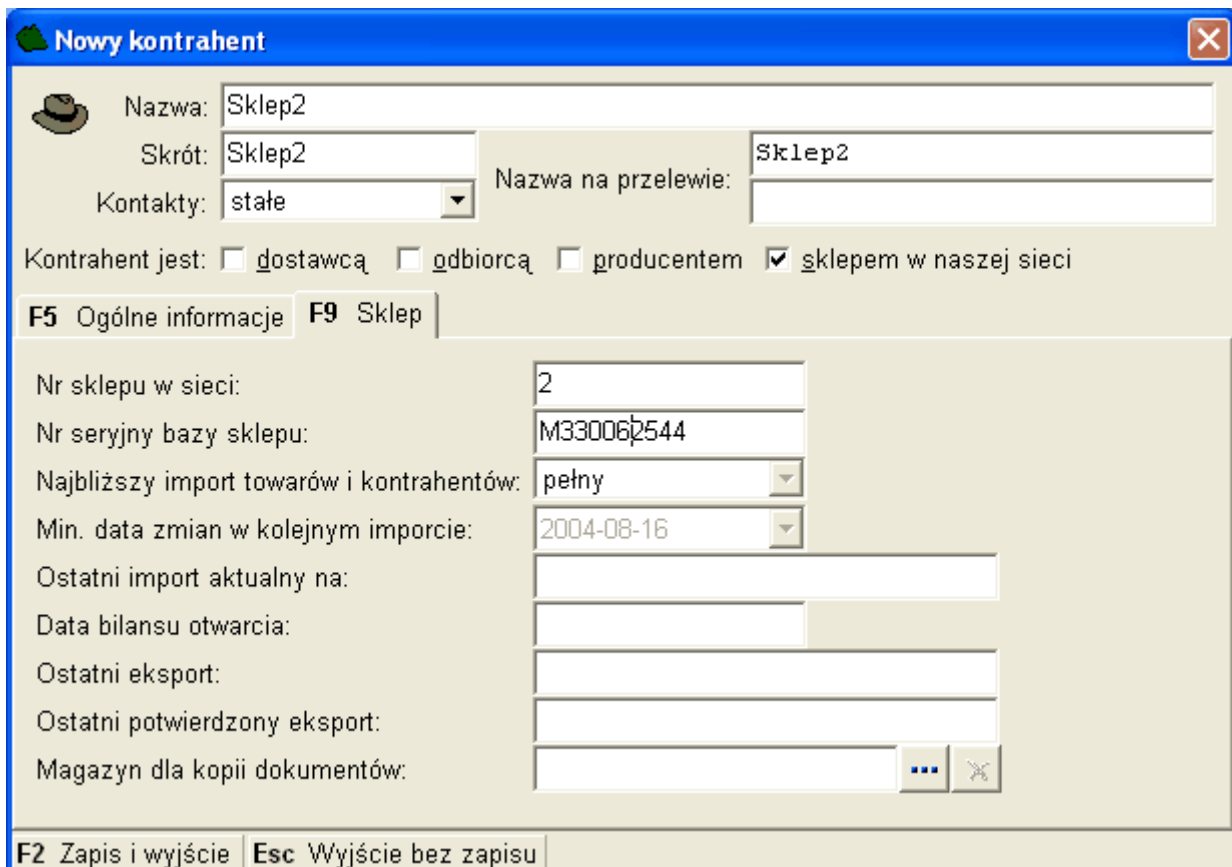 Nowy kontrahent
Nazwa: Sklep2
Skrót: Sklep2
Nazwa na przelewie: Sklep2
Kontakty: stałe
Kontrahent jest: dostawcą odbiorcą producentem sklepem w naszej sieci
F5 Ogólne informacje F9 Sklep
Nr sklepu w sieci: 2
Nr seryjny bazy sklepu: M330062544
Najbliższy import towarów i kontrahentów: pełny
Min. data zmian w kolejnym imporcie: 2004-08-16
Ostatni import aktualny na:
Data bilansu otwarcia:
Ostatni eksport:
Ostatni potwierdzony eksport:
Magazyn dla kopii dokumentów: ...
F2 Zapis i wyjście Esc Wyjście bez zapisu